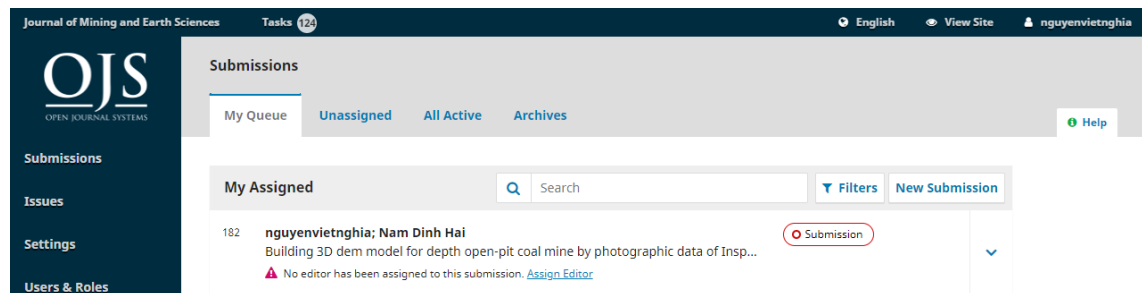 Journal of Mining and Earth Sciences Tasks 124 English View Site nguyenvietnghia
OJS
OPEN JOURNAL SYSTEMS
Submissions
Issues
Settings
Users & Roles
Submissions
My Queue Unassigned All Active Archives
Help
My Assigned Search Filters New Submission
182 nguyenvietnghia; Nam Dinh Hai Submission
Building 3D dem model for depth open-pit coal mine by photographic data of Insp...
No editor has been assigned to this submission. Assign Editor